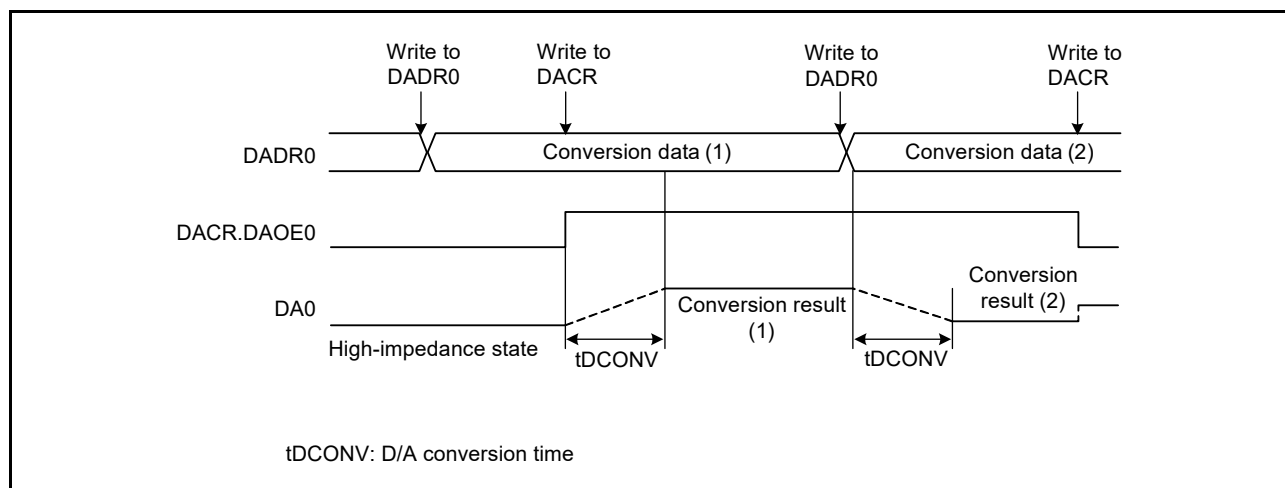 Write to
DADR0
Write to
DACR
Write to
DADR0
Write to
DACR
DADR0
Conversion data (1)
Conversion data (2)
DACR.DAOE0
DA0
Conversion result
(1)
Conversion
result (2)
High-impedance state
tDCONV
tDCONV
tDCONV: D/A conversion time